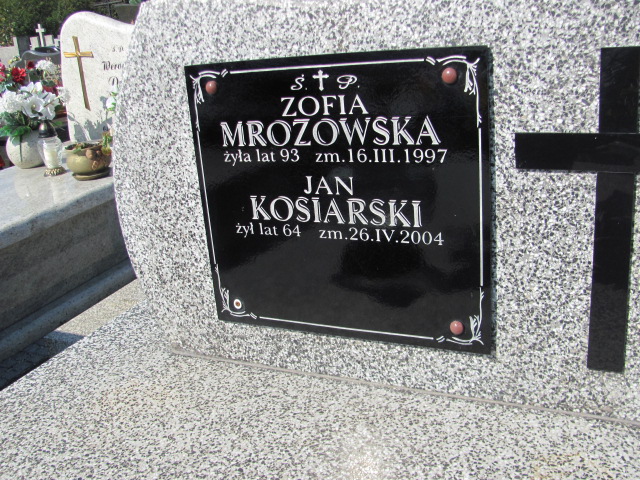 Ś. P.
ZOFIA
MROZOWSKA
żyła lat 93 zm.16.III.1997
JAN
KOSIARSKI
żył lat 64 zm.26.IV.2004